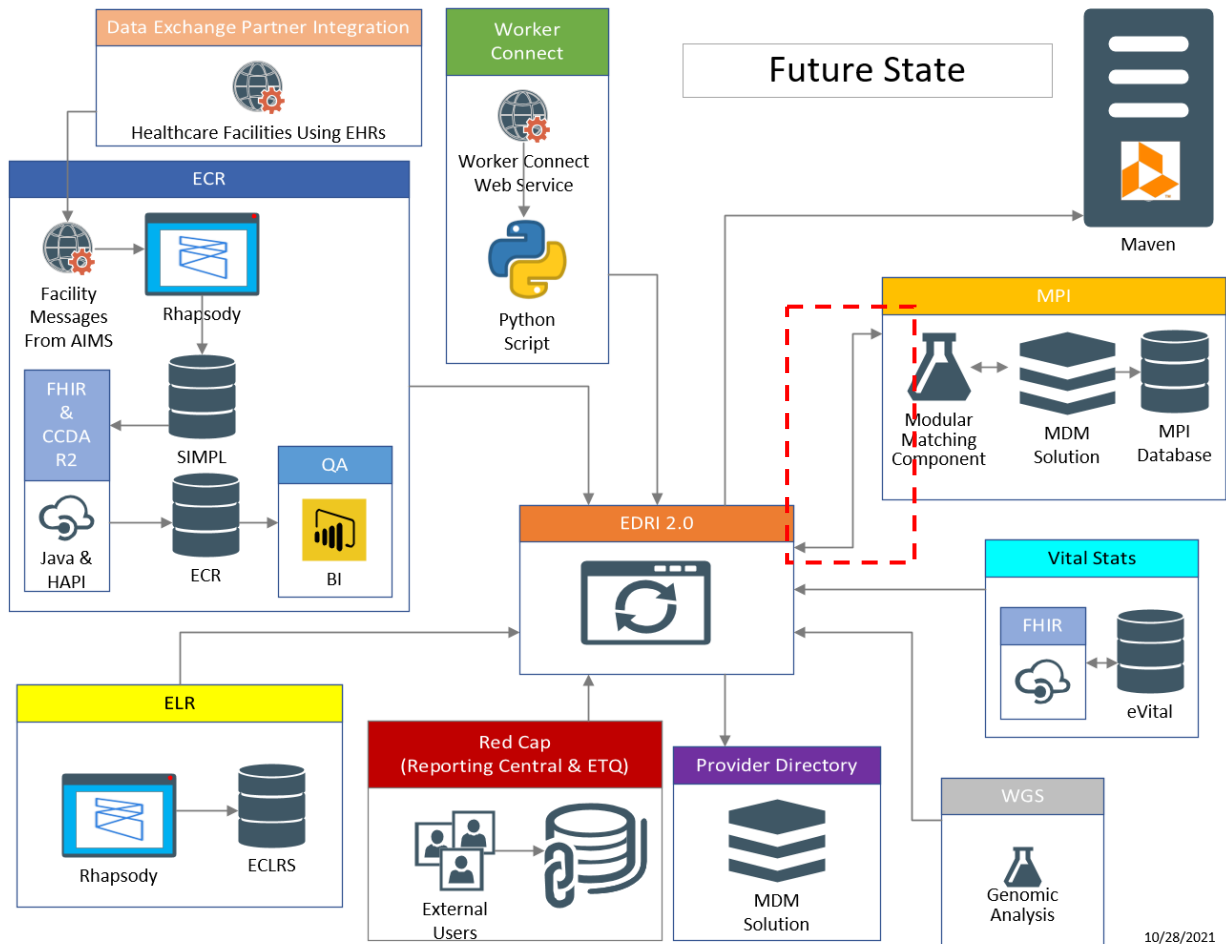 Data Exchange Partner Integration
Healthcare Facilities Using EHRs
Worker
Connect
Worker Connect
Web Service
Python
Script
Future State
Maven
ECR
Facility
Messages
From AIMS
Rhapsody
SIMPL
FHIR
&
CCDA
R2
Java &
HAPI
ECR
QA
BI
MPI
Modular
Matching
Component
MDM
Solution
MPI
Database
EDRI 2.0
Vital Stats
FHIR
eVital
ELR
Rhapsody
ECLRS
Red Cap
(Reporting Central & ETQ)
External
Users
Provider Directory
MDM
Solution
WGS
Genomic
Analysis
10/28/2021